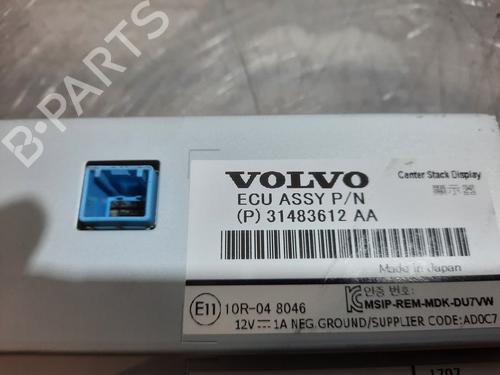 B-PARTS
VOLVO
Center Stack Display
顯示器
ECU ASSY P/N
(P) 31483612 AA
Made in Japan
E11 10R-04 8046
인증 번호:
MSIP-REM-MDK-DU7VW
12V 1A NEG.GROUND/SUPPLIER CODE:AD0C7